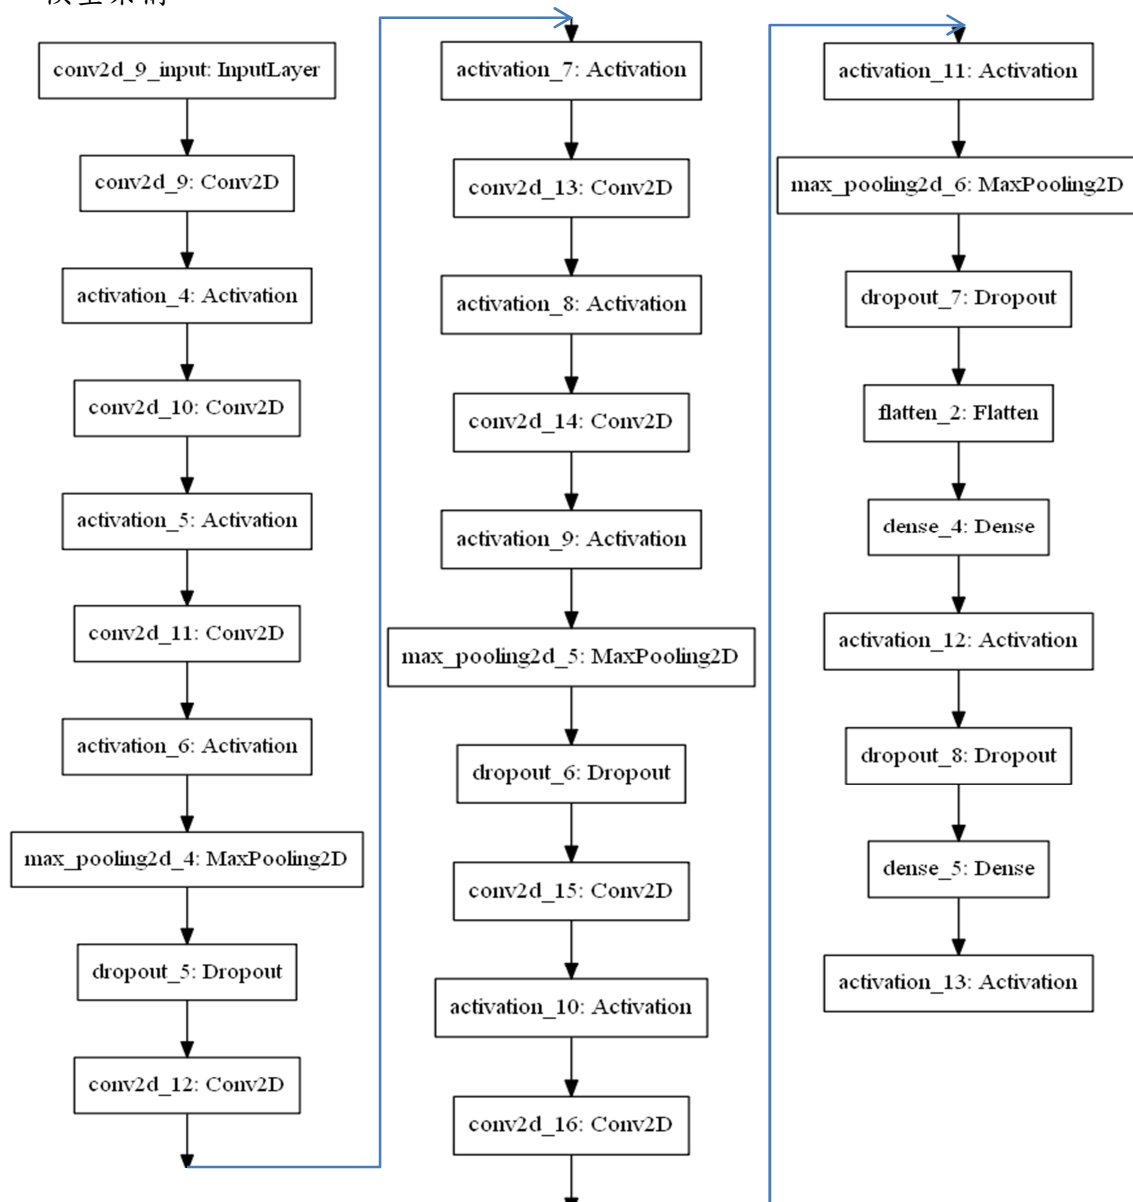 conv2d_9_input: InputLayer
conv2d_9: Conv2D
activation_4: Activation
conv2d_10: Conv2D
activation_5: Activation
conv2d_11: Conv2D
activation_6: Activation
max_pooling2d_4: MaxPooling2D
dropout_5: Dropout
conv2d_12: Conv2D
activation_7: Activation
conv2d_13: Conv2D
activation_8: Activation
conv2d_14: Conv2D
activation_9: Activation
max_pooling2d_5: MaxPooling2D
dropout_6: Dropout
conv2d_15: Conv2D
activation_10: Activation
conv2d_16: Conv2D
activation_11: Activation
max_pooling2d_6: MaxPooling2D
dropout_7: Dropout
flatten_2: Flatten
dense_4: Dense
activation_12: Activation
dropout_8: Dropout
dense_5: Dense
activation_13: Activation